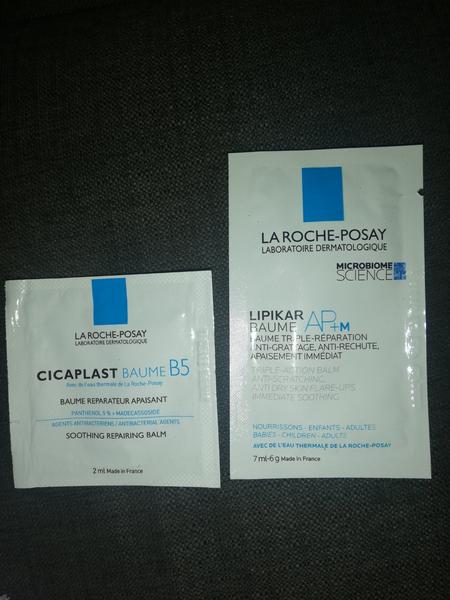 LA ROCHE-POSAY
LABORATOIRE DERMATOLOGIQUE
CICAPLAST BAUME B5
Avec de l'eau thermale de La Roche-Posay
BAUME REPARATEUR APAISANT
PANTHENOL 5 % + MADECASSOSIDE
AGENTS ANTIBACTERIENS / ANTIBACTERIAL AGENTS
SOOTHING REPAIRING BALM
2 ml Made in France
LA ROCHE-POSAY
LABORATOIRE DERMATOLOGIQUE
MICROBIOME
SCIENCE
LIPIKAR
BAUME AP+M
BAUME TRIPLE-RÉPARATION
ANTI-GRATTAGE, ANTI-RECHUTE,
APAISEMENT IMMÉDIAT
TRIPLE-ACTION BALM
ANTI-SCRATCHING,
ANTI DRY SKIN FLARE-UPS,
IMMEDIATE SOOTHING
NOURRISSONS - ENFANTS - ADULTES
BABIES - CHILDREN - ADULTS
AVEC DE L'EAU THERMALE DE LA ROCHE-POSAY
7 ml-6 g Made in France